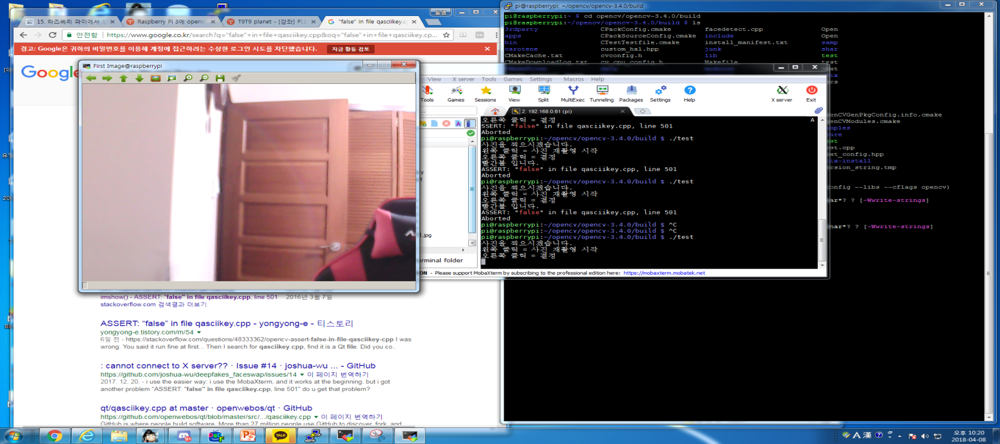 15. 라즈베리 파이에서 S
Raspberry Pi 3에 openc
T9T9 planet - [강좌] 키
"false" in file qasciikey.c
안전함
https://www.google.co.kr/search?q="false"+in+file+qasciikey.cpp&oq="false"+in+file+qasciikey.cp...
경고: Google은 귀하의 비밀번호를 이용해 계정에 접근하려는 수상한 로그인 시도를 차단했습니다.
지금 활동 검토
Google
First Image@raspberrypi
imshow() - ASSERT: "false" in file qasciikey.cpp, line 501 2016년 3월 7일
stackoverflow.com 검색결과 더보기
ASSERT: "false" in file qasciikey.cpp - yongyong-e - 티스토리
yongyong-e.tistory.com/m/54
6일 전 - https://stackoverflow.com/questions/48333362/opencv-assert-false-in-file-qasciikey-cpp I was
wrong. You said it run fine at first... Then I search for qasciikey.cpp, find it is a Qt file. Did you co..
: cannot connect to X server?? · Issue #14 · joshua-wu ... - GitHub
https://github.com/joshua-wu/deepfakes_faceswap/issues/14 이 페이지 번역하기
2017. 12. 20. - i use the easier way: i use the MobaXterm, and it works at the beginning. but i got
another problem "ASSERT: "false" in file qasciikey.cpp, line 501" do u get that problem?
qt/qasciikey.cpp at master · openwebos/qt · GitHub
https://github.com/openwebos/qt/blob/master/src/.../qasciikey.cpp 이 페이지 번역하기
GitHub is where people build software. More than 27 million people use GitHub to discover, fork, and
pi@raspberrypi: ~/opencv/opencv-3.4.0/build
pi@raspberrypi:~ $ cd opencv/opencv-3.4.0/build
pi@raspberrypi:~/opencv/opencv-3.4.0/build $ ls
3rdparty CPackConfig.cmake facedetect.cpp Open
apps CPackSourceConfig.cmake include Open
bin CTestTestfile.cmake install_manifest.txt samp
carotene custom_hal.hpp junk shar
CMakeCache.txt cvconfig.h lib test
CMakeDownloadLog.txt cv_cpu_config.h Makefile test
enCVGenPkgConfig.info.cmake
enCVModules.cmake
mples
are
st
st.cpp
xt_config.hpp
ix-install
rsion_string.tmp
onfig --libs --cflags opencv)
ar*? ? [-Wwrite-strings]
har*? ? [-Wwrite-strings]
View X server Tools Games Settings Macros Help
Tools Games Sessions View Split MultiExec Tunneling Packages Settings Help X server Exit
2. 192.168.0.61 (pi)
오른쪽 클릭 = 결정
SSERT: "false" in file qasciikey.cpp, line 501
Aborted
pi@raspberrypi:~/opencv/opencv-3.4.0/build $ ./test
사진을 찍으시겠습니다.
왼쪽 클릭 = 사진 재촬영 시작
오른쪽 클릭 = 결정
빨간불 입니다.
ASSERT: "false" in file qasciikey.cpp, line 501
Aborted
pi@raspberrypi:~/opencv/opencv-3.4.0/build $ ./test
사진을 찍으시겠습니다.
왼쪽 클릭 = 사진 재촬영 시작
오른쪽 클릭 = 결정
빨간불 입니다.
ASSERT: "false" in file qasciikey.cpp, line 501
Aborted
pi@raspberrypi:~/opencv/opencv-3.4.0/build $ ^C
pi@raspberrypi:~/opencv/opencv-3.4.0/build $ ^C
pi@raspberrypi:~/opencv/opencv-3.4.0/build $ ./test
사진을 찍으시겠습니다.
왼쪽 클릭 = 사진 재촬영 시작
오른쪽 클릭 = 결정
.jpg
erminal folder
ON - Please support MobaXterm by subscribing to the professional edition here: https://mobaxterm.mobatek.net
TALK
A 漢
오후 10:20
2018-04-08